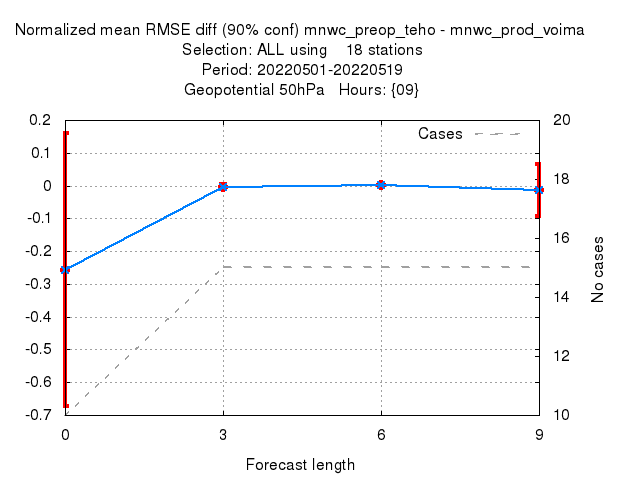 Normalized mean RMSE diff (90% conf) mnwc_preop_teho - mnwc_prod_voima
Selection: ALL using    18 stations
Period: 20220501-20220519
Geopotential 50hPa   Hours: {09}
Cases
0.2
0.1
0
-0.1
-0.2
-0.3
-0.4
-0.5
-0.6
-0.7
20
18
16
14
12
10
No cases
0 3 6 9
Forecast length